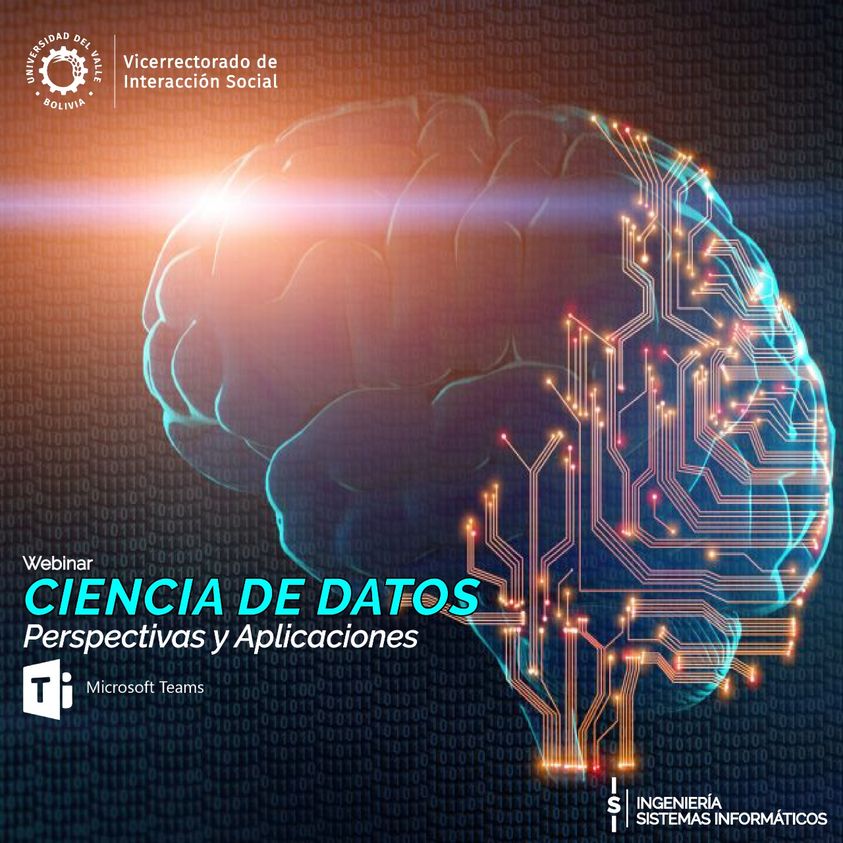 UNIVERSIDAD DEL VALLE
• BOLIVIA •
Vicerrectorado de
Interacción Social
Webinar
CIENCIA DE DATOS
Perspectivas y Aplicaciones
T
Microsoft Teams
IS
INGENIERÍA
SISTEMAS INFORMÁTICOS